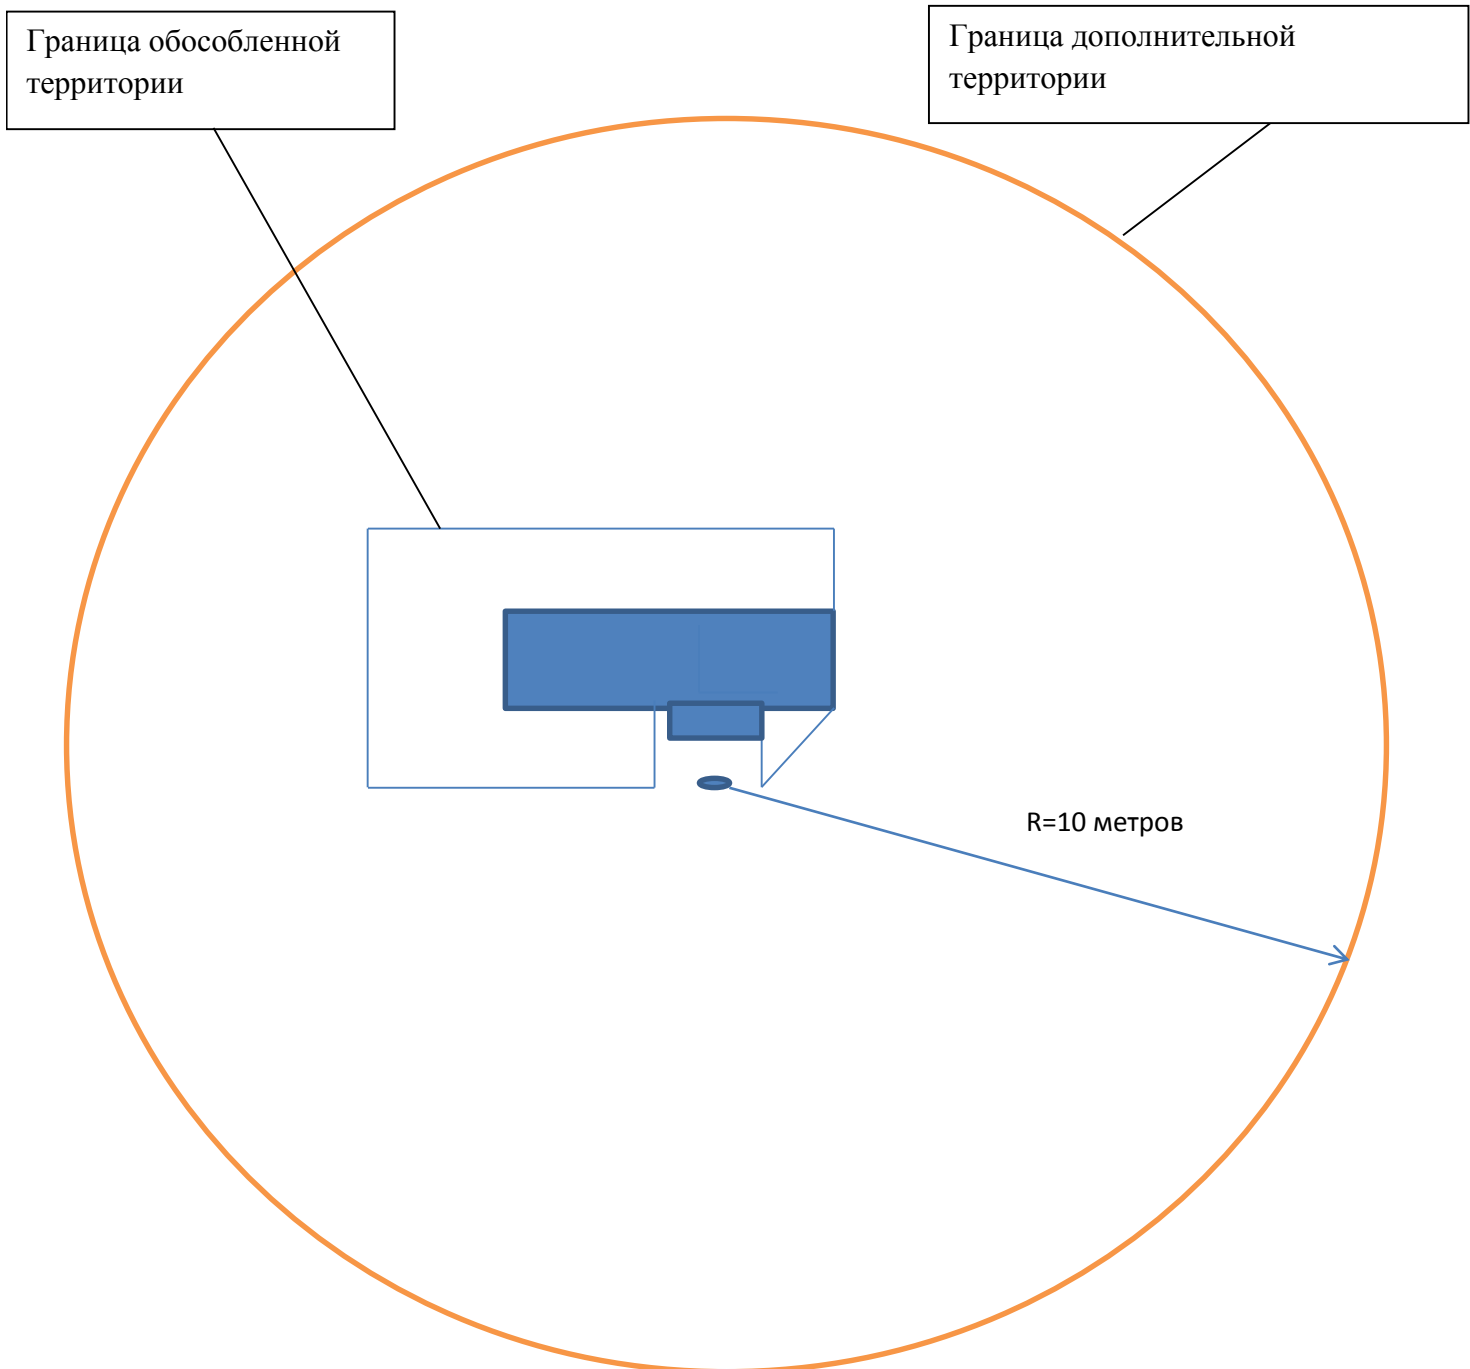 Граница обособленной
территории
Граница дополнительной
территории
R=10 метров